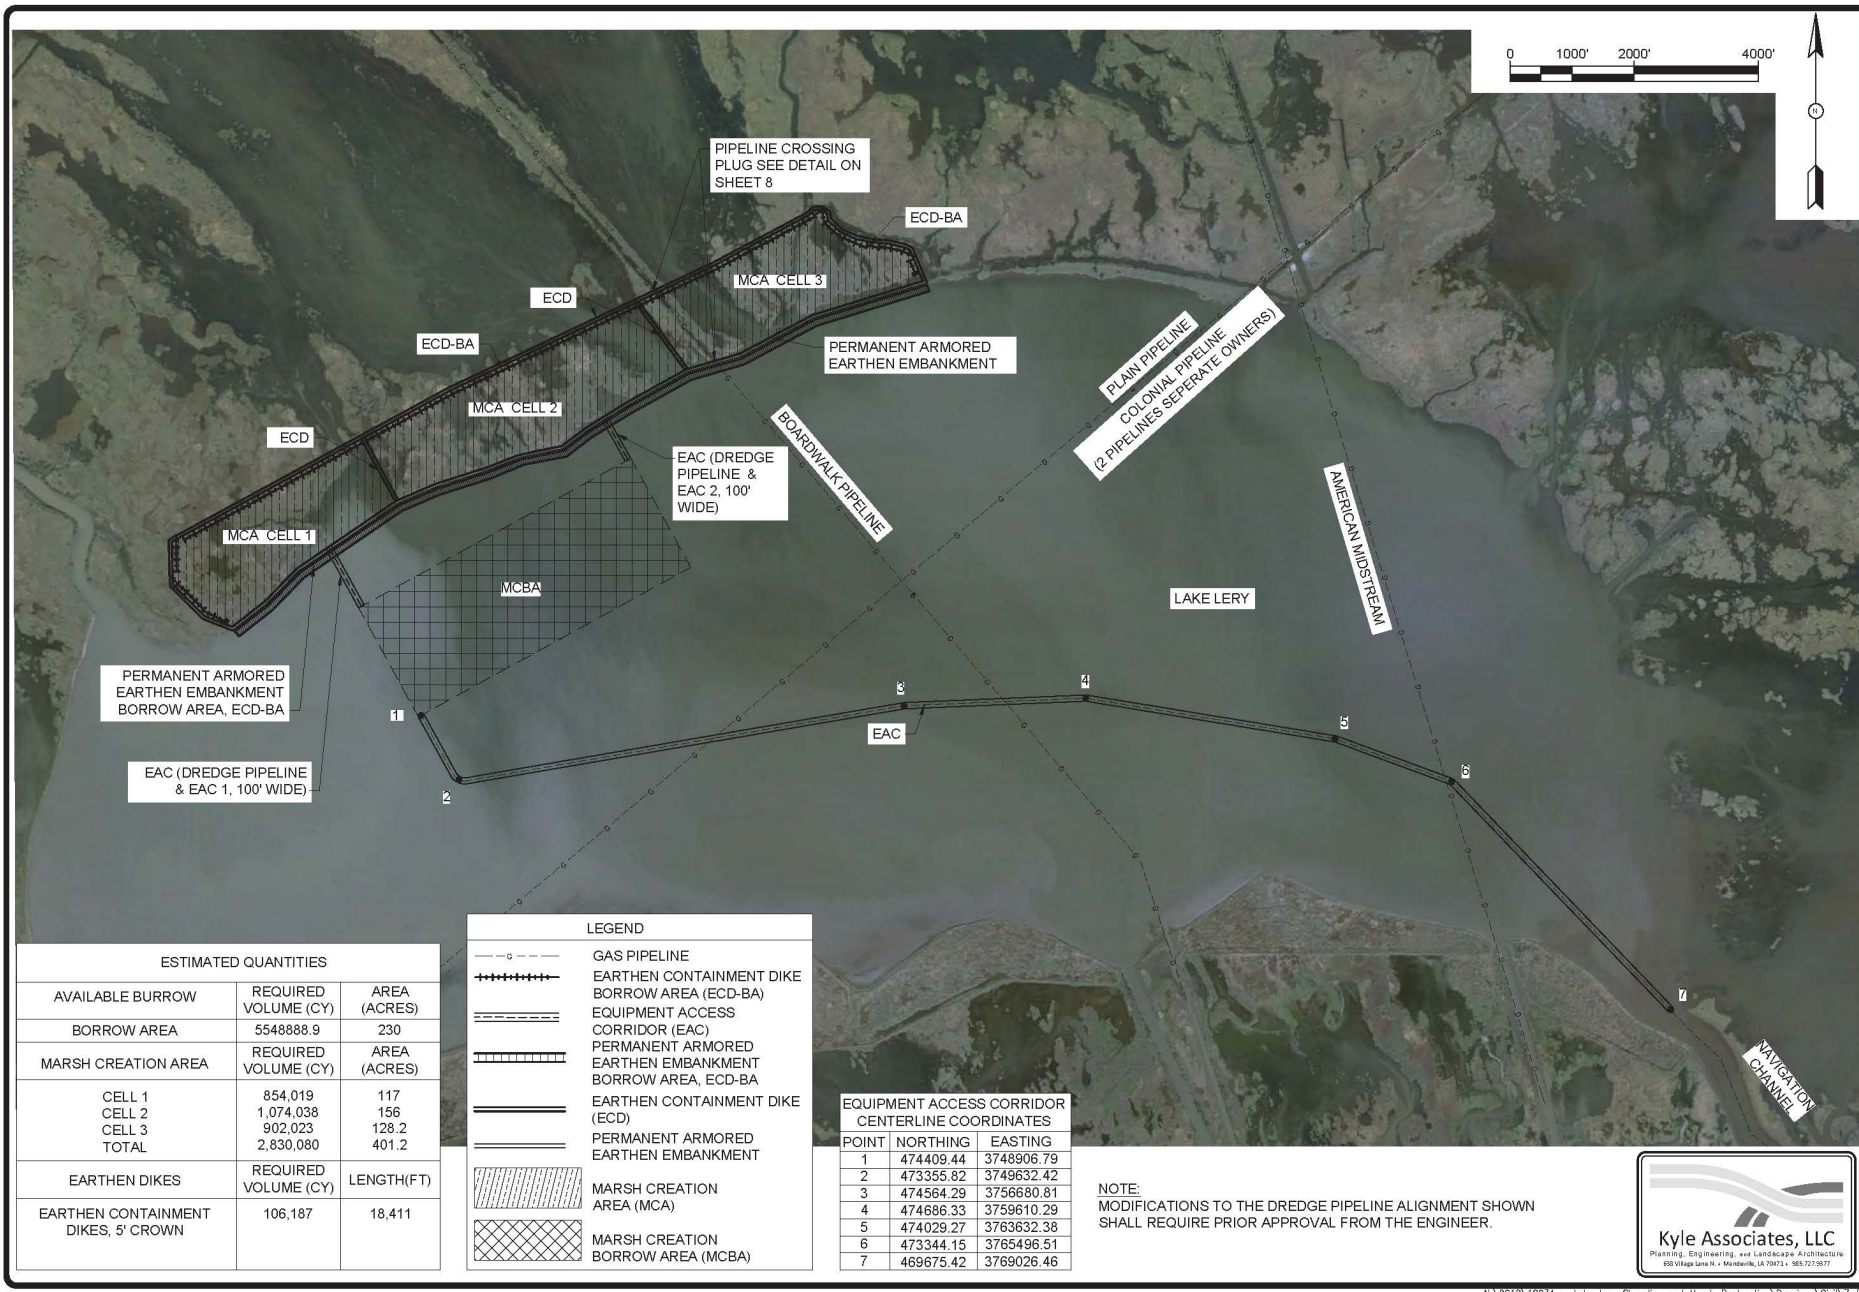 0 1000' 2000' 4000'
N
PIPELINE CROSSING
PLUG SEE DETAIL ON
SHEET 8
ECD-BA
MCA CELL 3
ECD
ECD-BA
PERMANENT ARMORED
EARTHEN EMBANKMENT
PLAIN PIPELINE
COLONIAL PIPELINE
(2 PIPELINES SEPERATE OWNERS)
MCA CELL 2
ECD
BOARDWALK PIPELINE
EAC (DREDGE
PIPELINE &
EAC 2, 100'
WIDE)
AMERICAN MIDSTREAM
MCA CELL 1
MCBA
LAKE LERY
PERMANENT ARMORED
EARTHEN EMBANKMENT
BORROW AREA, ECD-BA
1
2
3
4
5
6
7
EAC
EAC (DREDGE PIPELINE
& EAC 1, 100' WIDE)
NAVIGATION
CHANNEL
ESTIMATED QUANTITIES
AVAILABLE BURROW REQUIRED VOLUME (CY) AREA (ACRES)
BORROW AREA 5548888.9 230
MARSH CREATION AREA REQUIRED VOLUME (CY) AREA (ACRES)
CELL 1 854,019 117
CELL 2 1,074,038 156
CELL 3 902,023 128.2
TOTAL 2,830,080 401.2
EARTHEN DIKES REQUIRED VOLUME (CY) LENGTH(FT)
EARTHEN CONTAINMENT DIKES, 5' CROWN 106,187 18,411
LEGEND
G GAS PIPELINE
EARTHEN CONTAINMENT DIKE
BORROW AREA (ECD-BA)
EQUIPMENT ACCESS
CORRIDOR (EAC)
PERMANENT ARMORED
EARTHEN EMBANKMENT
BORROW AREA, ECD-BA
EARTHEN CONTAINMENT DIKE
(ECD)
PERMANENT ARMORED
EARTHEN EMBANKMENT
MARSH CREATION
AREA (MCA)
MARSH CREATION
BORROW AREA (MCBA)
EQUIPMENT ACCESS CORRIDOR
CENTERLINE COORDINATES
POINT NORTHING EASTING
1 474409.44 3748906.79
2 473355.82 3749632.42
3 474564.29 3756680.81
4 474686.33 3759610.29
5 474029.27 3763632.38
6 473344.15 3765496.51
7 469675.42 3769026.46
NOTE:
MODIFICATIONS TO THE DREDGE PIPELINE ALIGNMENT SHOWN
SHALL REQUIRE PRIOR APPROVAL FROM THE ENGINEER.
Kyle Associates, LLC
Planning, Engineering, and Landscape Architecture
638 Village Lane N. • Mandeville, LA 70471 • 985.727.9377